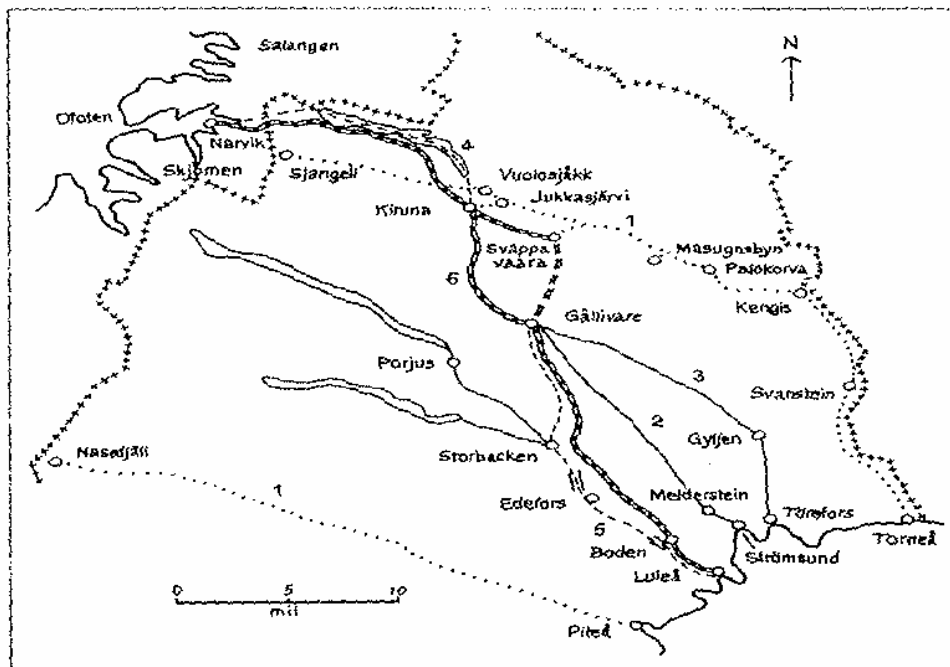 Salangen
N
Ofoten
Narvik
4
Skjomen
Sjangeli
Vuolosjåkk
Jukkasjärvi
Kiruna
1
Svappa
vaara
Masugnsbyn
Palokorva
6
Kengis
Gällivare
Porjus
3
Svanstein
2
Gyljen
Nasafjäll
Storbacken
1
Melderstein
Edefors
Törefors
5
Strömsund
Torneå
Boden
Luleå
0
5
10
mil
Piteå